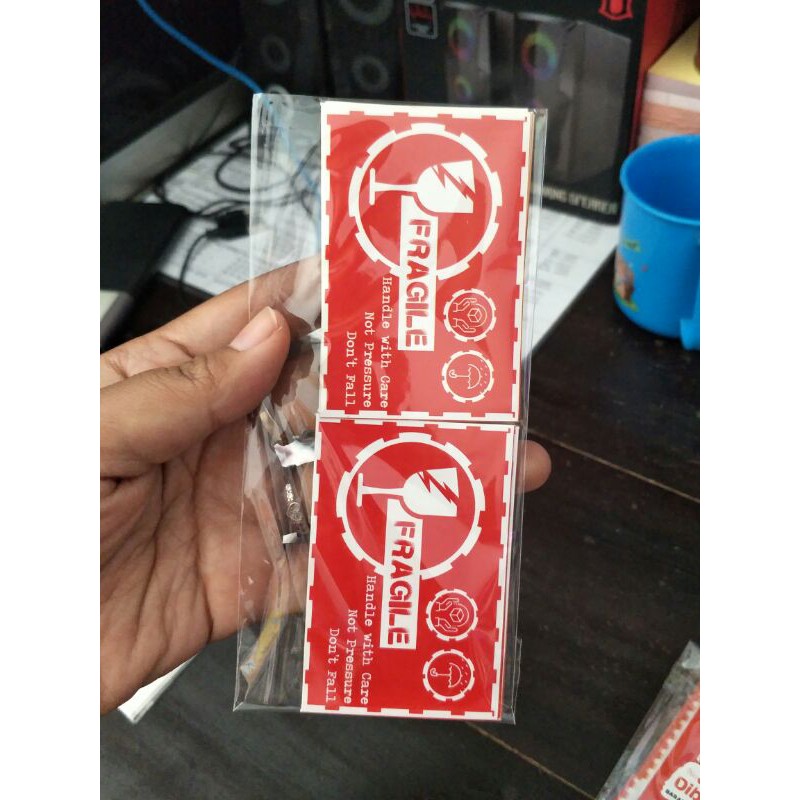 FRAGILE
Handle with Care
Not Pressure
Don't Fall
FRAGILE
Handle with Care
Not Pressure
Don't Fall